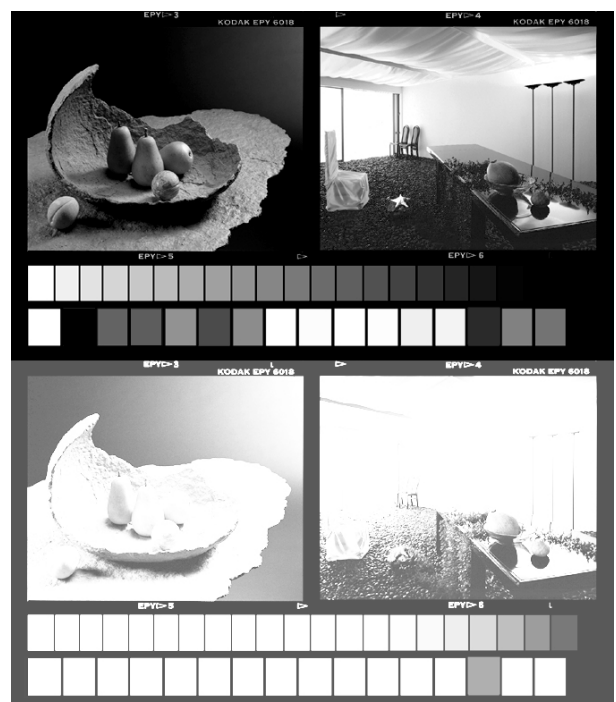 EPY▷3 ▷ EPY▷4
KODAK EPY 6018 KODAK EPY 6018
EPY▷5 ▷ EPY▷6
EPY▷3 L ▷ EPY▷4
KODAK EPY 6018 KODAK EPY 6018
EPY▷5 ▷ EPY▷6 L